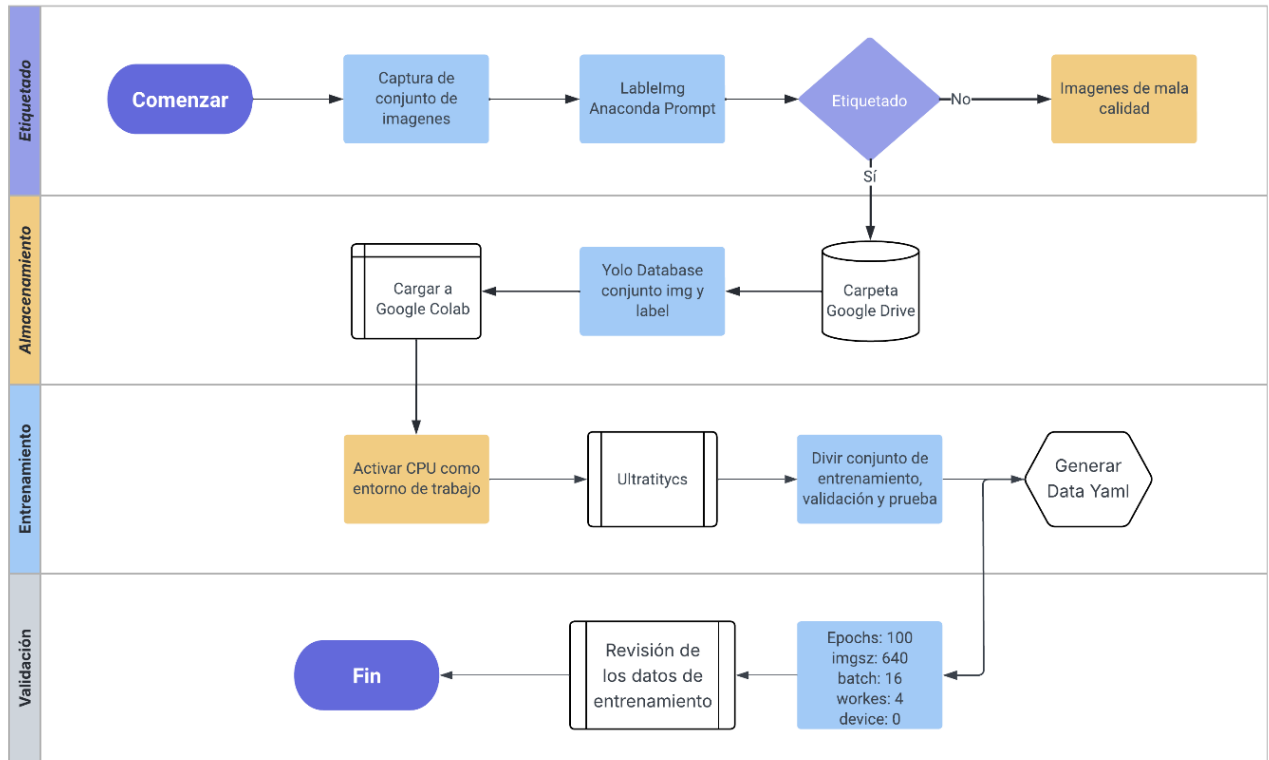 Etiquetado
Comenzar
Captura de
conjunto de
imagenes
LableImg
Anaconda Prompt
Etiquetado
No
Imagenes de mala
calidad
Sí
Almacenamiento
Cargar a
Google Colab
Yolo Database
conjunto img y
label
Carpeta
Google Drive
Entrenamiento
Activar CPU como
entorno de trabajo
Ultratitycs
Divir conjunto de
entrenamiento,
validación y prueba
Generar
Data Yaml
Validación
Fin
Revisión de
los datos de
entrenamiento
Epochs: 100
imgsz: 640
batch: 16
workes: 4
device: 0